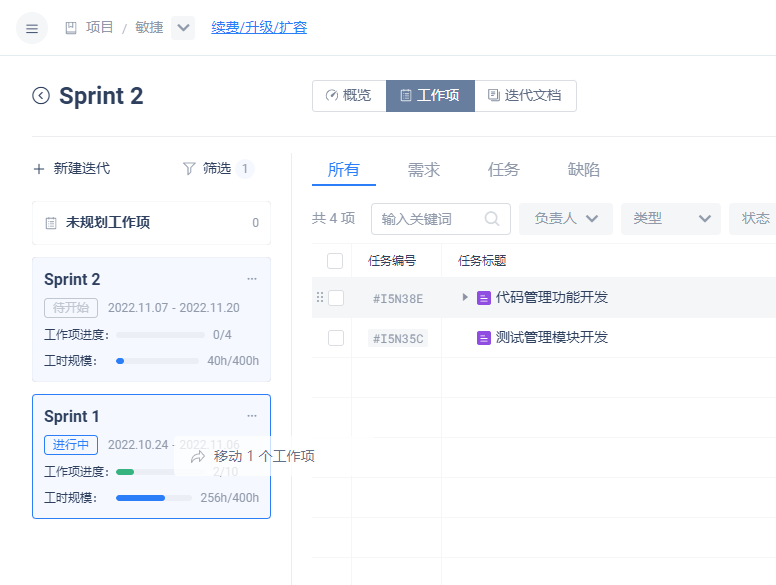 项目 / 敏捷 续费/升级/扩容
Sprint 2
概览 工作项 迭代文档
新建迭代 筛选 1
所有 需求 任务 缺陷
未规划工作项 0
共 4 项 输入关键词 负责人 类型 状态
任务编号 任务标题
Sprint 2 ...
待开始 2022.11.07 - 2022.11.20
工作项进度: 0/4
工时规模: 40h/400h
#I5N38E 代码管理功能开发
#I5N35C 测试管理模块开发
Sprint 1 ...
进行中 2022.10.24 - 2022.11.06
移动 1 个工作项
工作项进度: 2/10
工时规模: 256h/400h